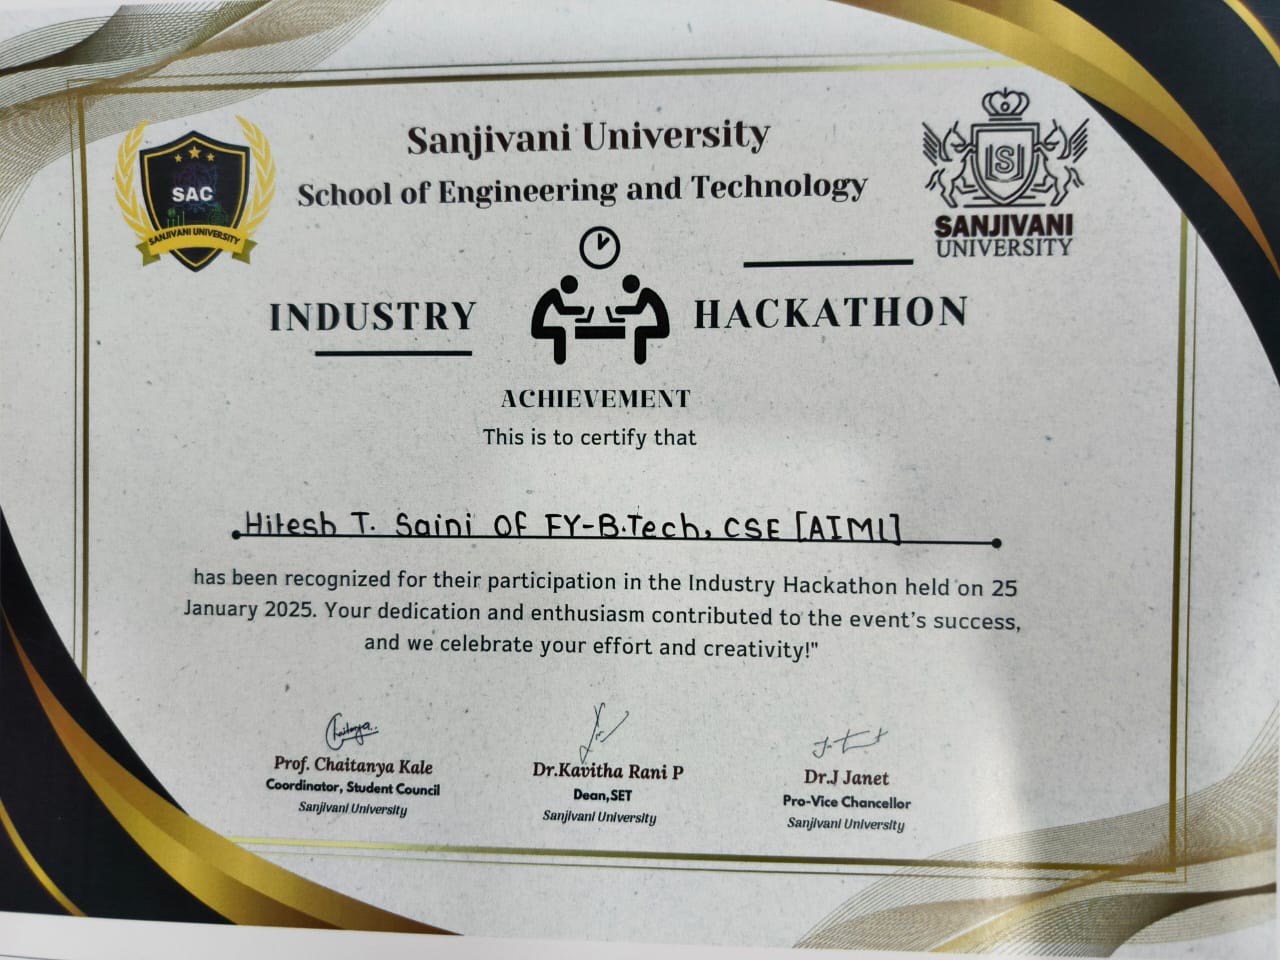 Sanjivani University
School of Engineering and Technology
SAC
SANJIVANI UNIVERSITY
SANJIVANI
UNIVERSITY
INDUSTRY HACKATHON
ACHIEVEMENT
This is to certify that
Hitesh T. Saini OF FY-B.Tech, CSE [AIML]
has been recognized for their participation in the Industry Hackathon held on 25
January 2025. Your dedication and enthusiasm contributed to the event's success,
and we celebrate your effort and creativity!"
Chaitanya..
Prof. Chaitanya Kale
Coordinator, Student Council
Sanjivani University
Dr.Kavitha Rani P
Dean,SET
Sanjivani University
Dr.J Janet
Pro-Vice Chancellor
Sanjivani University